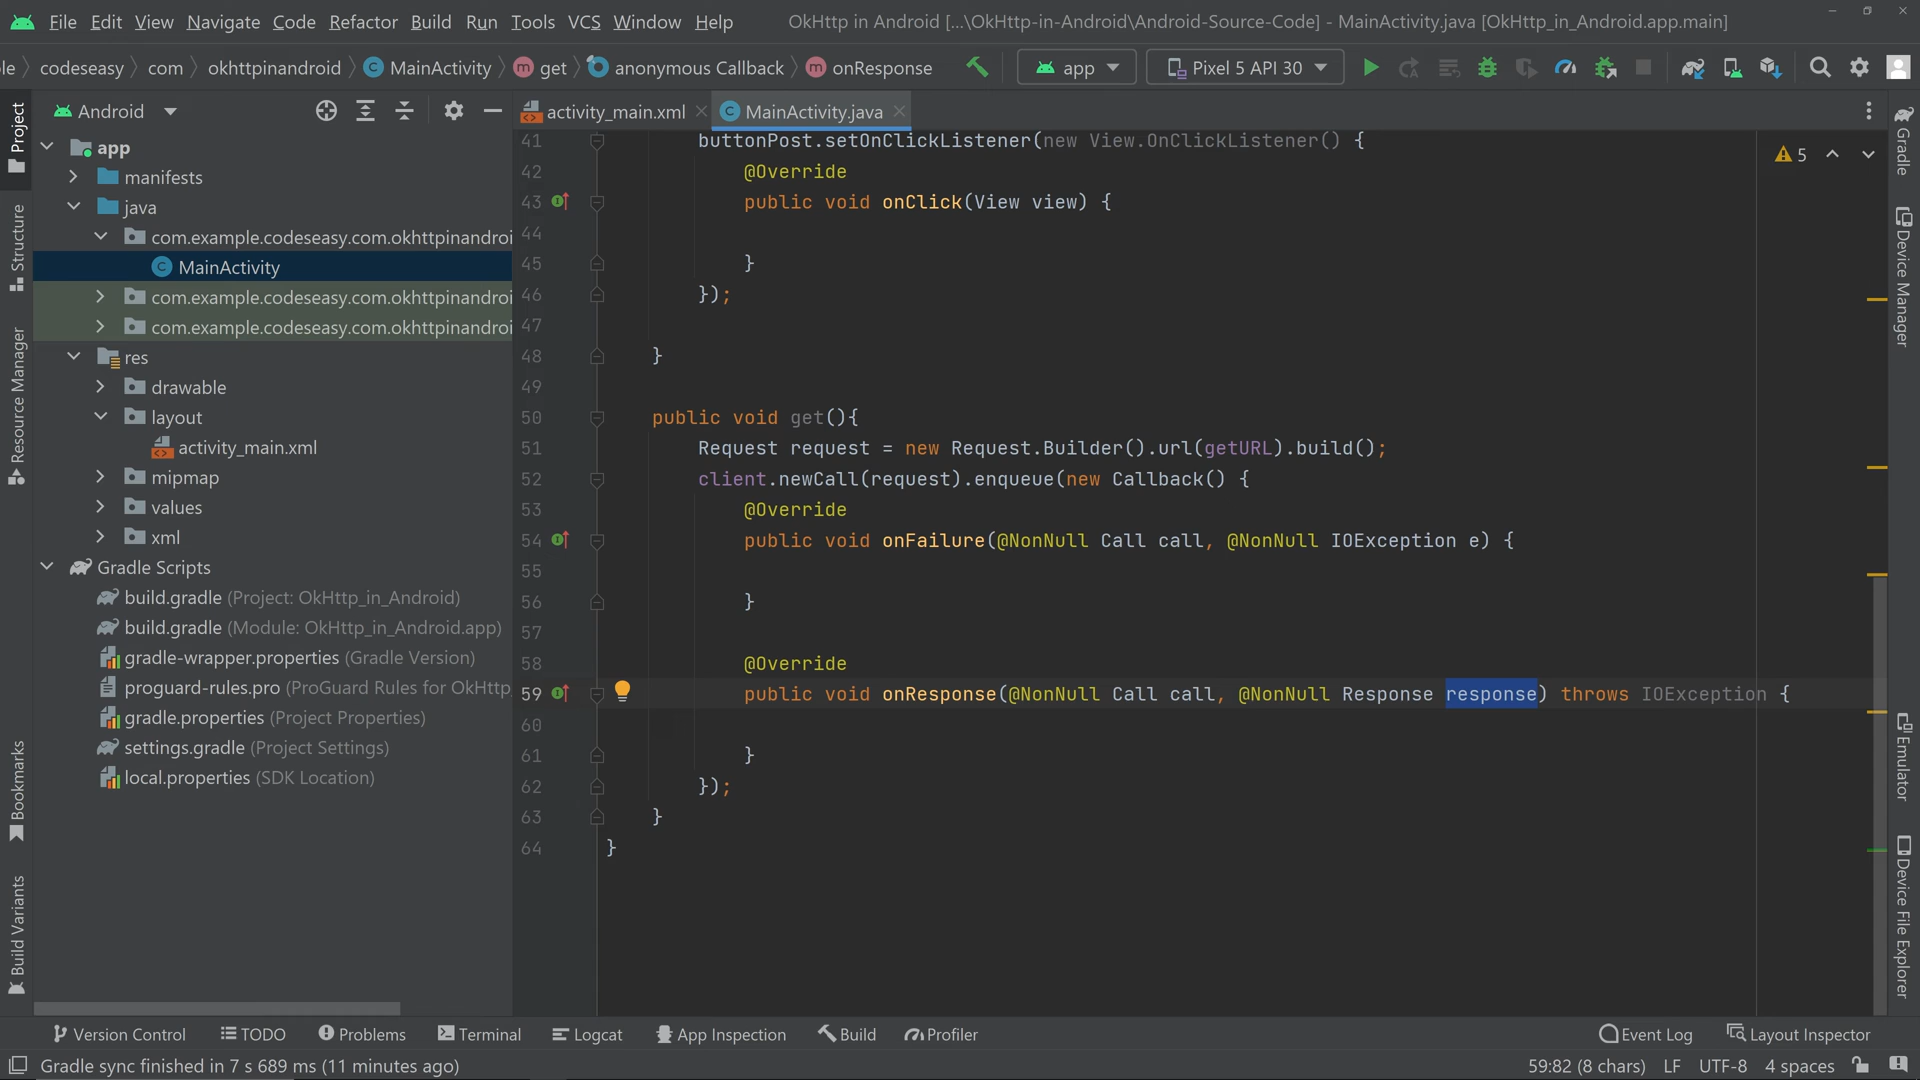 File Edit View Navigate Code Refactor Build Run Tools VCS Window Help OkHttp in Android [...\OkHttp-in-Android\Android-Source-Code] - MainActivity.java [OkHttp_in_Android.app.main]
le codeseasy com okhttpinandroid MainActivity get anonymous Callback onResponse app Pixel 5 API 30
Android
activity_main.xml MainActivity.java
Project
Structure
Resource Manager
Bookmarks
Build Variants
app
manifests
java
com.example.codeseasy.com.okhttpinandroi
MainActivity
com.example.codeseasy.com.okhttpinandroi
com.example.codeseasy.com.okhttpinandroi
res
drawable
layout
activity_main.xml
mipmap
values
xml
Gradle Scripts
build.gradle (Project: OkHttp_in_Android)
build.gradle (Module: OkHttp_in_Android.app)
gradle-wrapper.properties (Gradle Version)
proguard-rules.pro (ProGuard Rules for OkHttp_
gradle.properties (Project Properties)
settings.gradle (Project Settings)
local.properties (SDK Location)
5
41 buttonPost.setOnClickListener(new View.OnClickListener() {
42 @Override
43 public void onClick(View view) {
44
45 }
46 });
47
48 }
49
50 public void get(){
51 Request request = new Request.Builder().url(getURL).build();
52 client.newCall(request).enqueue(new Callback() {
53 @Override
54 public void onFailure(@NonNull Call call, @NonNull IOException e) {
55
56 }
57
58 @Override
59 public void onResponse(@NonNull Call call, @NonNull Response response) throws IOException {
60
61 }
62 });
63 }
64 }
Gradle
Device Manager
Emulator
Device File Explorer
Version Control TODO Problems Terminal Logcat App Inspection Build Profiler Event Log Layout Inspector
Gradle sync finished in 7 s 689 ms (11 minutes ago) 59:82 (8 chars) LF UTF-8 4 spaces